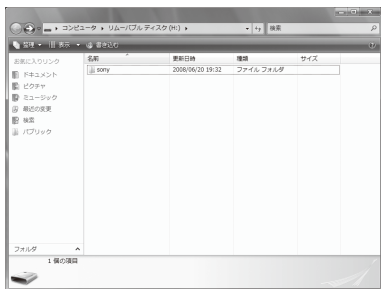 コンピュータ ▸ リムーバブル ディスク (H:) ▸ 検索
整理 ▾ 表示 ▾ 書き込む
お気に入りリンク
ドキュメント
ピクチャ
ミュージック
最近の変更
検索
パブリック
フォルダ
名前 更新日時 種類 サイズ
sony 2008/06/20 19:32 ファイル フォルダ
1 個の項目